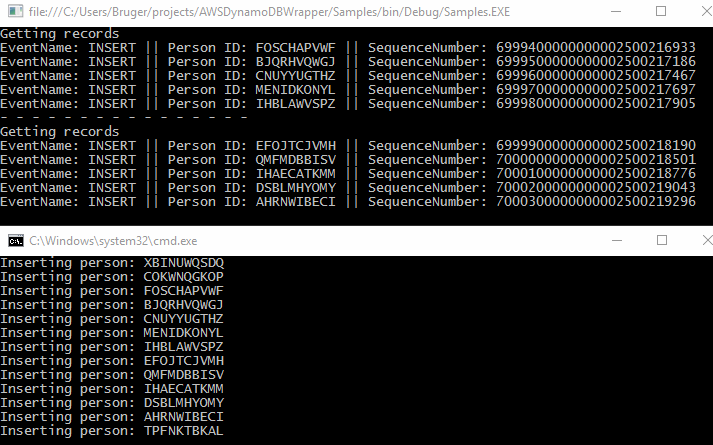 file:///C:/Users/Bruger/projects/AWSDynamoDBWrapper/Samples/bin/Debug/Samples.EXE
Getting records
EventName: INSERT || Person ID: FOSCHAPVWF || SequenceNumber: 699940000000002500216933
EventName: INSERT || Person ID: BJQRHVQWGJ || SequenceNumber: 699950000000002500217186
EventName: INSERT || Person ID: CNUYYUGTHZ || SequenceNumber: 699960000000002500217467
EventName: INSERT || Person ID: MENIDKONYL || SequenceNumber: 699970000000002500217697
EventName: INSERT || Person ID: IHBLAWVSPZ || SequenceNumber: 699980000000002500217905
- - - - - - - - - - - - - - - -
Getting records
EventName: INSERT || Person ID: EFOJTCJVMH || SequenceNumber: 699990000000002500218190
EventName: INSERT || Person ID: QMFMDBBISV || SequenceNumber: 700000000000002500218501
EventName: INSERT || Person ID: IHAECATKMM || SequenceNumber: 700010000000002500218776
EventName: INSERT || Person ID: DSBLMHYOMY || SequenceNumber: 700020000000002500219043
EventName: INSERT || Person ID: AHRNWIBECI || SequenceNumber: 700030000000002500219296
C:\Windows\system32\cmd.exe
Inserting person: XBINUWQSDQ
Inserting person: COKWNQGKOP
Inserting person: FOSCHAPVWF
Inserting person: BJQRHVQWGJ
Inserting person: CNUYYUGTHZ
Inserting person: MENIDKONYL
Inserting person: IHBLAWVSPZ
Inserting person: EFOJTCJVMH
Inserting person: QMFMDBBISV
Inserting person: IHAECATKMM
Inserting person: DSBLMHYOMY
Inserting person: AHRNWIBECI
Inserting person: TPFNKTBKAL